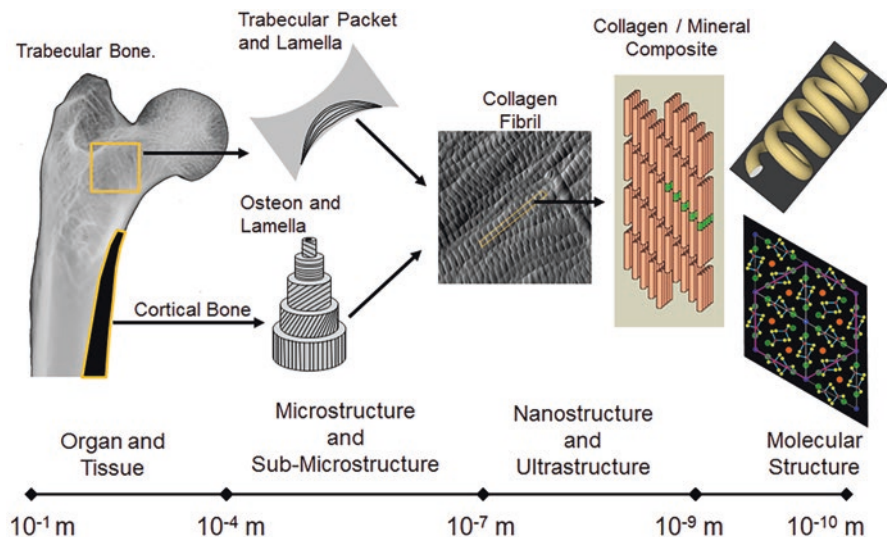 Trabecular Bone.
Trabecular Packet
and Lamella
Collagen / Mineral
Composite
Collagen
Fibril
Osteon and
Lamella
Cortical Bone
Organ and
Tissue
Microstructure
and
Sub-Microstructure
Nanostructure
and
Ultrastructure
Molecular
Structure
10⁻¹ m
10⁻⁴ m
10⁻⁷ m
10⁻⁹ m
10⁻¹⁰ m